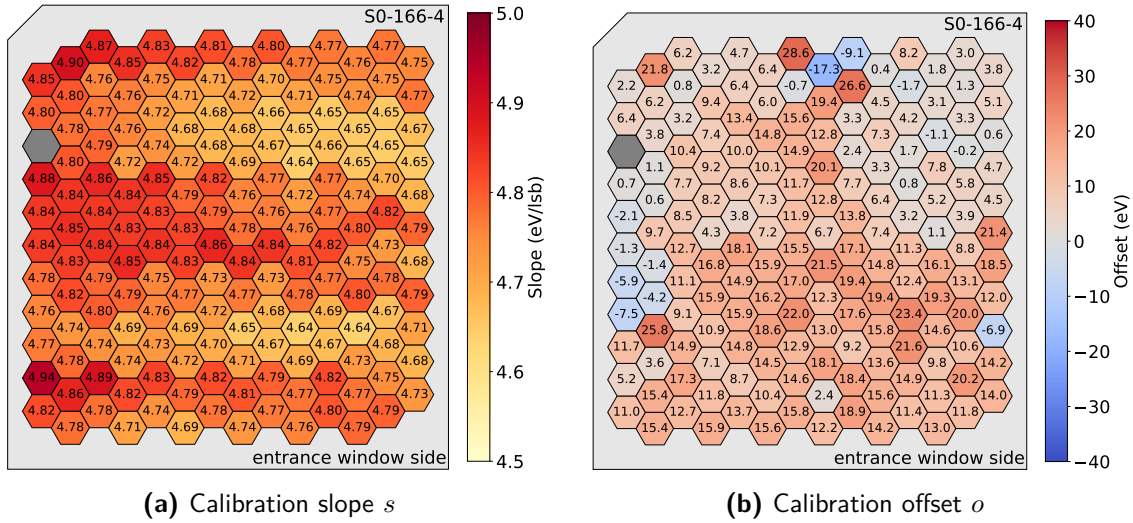 S0-166-4
4.87 4.83 4.81 4.80 4.77 4.77
4.90 4.85 4.82 4.78 4.77 4.75
4.85 4.76 4.75 4.71 4.70 4.75 4.74
4.80 4.76 4.72 4.71 4.75 4.74 4.77
4.80 4.77 4.74 4.68 4.66 4.65 4.65
4.78 4.76 4.68 4.67 4.65 4.65 4.67
4.79 4.74 4.68 4.69 4.65 4.65
4.80 4.72 4.72 4.67 4.64 4.65 4.65
4.88 4.86 4.85 4.82 4.76 4.77 4.70
4.84 4.84 4.83 4.78 4.77 4.74 4.68
4.84 4.84 4.83 4.79 4.76 4.77 4.82
4.85 4.83 4.79 4.78 4.76 4.75 4.80
4.84 4.84 4.84 4.86 4.84 4.82 4.73
4.83 4.85 4.83 4.84 4.81 4.75 4.68
4.78 4.79 4.78 4.74 4.73 4.77 4.78
4.82 4.79 4.77 4.73 4.78 4.80 4.79
4.76 4.76 4.76 4.72 4.72 4.70 4.67
4.74 4.69 4.69 4.65 4.64 4.64 4.71
4.77 4.74 4.72 4.70 4.67 4.67 4.70
4.78 4.74 4.71 4.71 4.69 4.68 4.73
4.94 4.89 4.83 4.82 4.79 4.82 4.75
4.86 4.82 4.83 4.79 4.77 4.78 4.73
4.82 4.78 4.78 4.78 4.77 4.80 4.79
4.78 4.71 4.69 4.74 4.76 4.74
entrance window side
5.0
4.9
4.8
4.7
4.6
4.5
Slope (eV/lsb)
(a) Calibration slope s
S0-166-4
6.2 4.7 28.6 -9.1 8.2 3.0
21.8 3.2 6.4 -17.3 0.4 1.8 3.8
2.2 0.8 6.4 -0.7 26.6 -1.7 1.3
6.2 9.4 6.0 19.4 4.5 3.1 5.1
6.4 3.2 13.4 15.6 3.3 4.2 3.3
3.8 7.4 14.8 12.8 7.3 -1.1 0.6
10.4 10.0 14.9 2.4 1.7 -0.2
1.1 9.2 10.1 20.1 4.4 7.8 4.7
0.7 7.7 8.6 11.7 7.7 0.8 5.8
0.6 7.2 7.7 12.8 3.3 3.9 4.5
-2.1 8.5 3.8 11.9 13.8 3.2 3.9
9.7 4.3 7.2 6.7 7.4 1.1 21.4
-1.3 12.7 18.1 15.5 17.1 11.3 8.8
-1.4 16.8 15.9 21.5 14.8 16.1 18.5
-5.9 11.1 14.9 17.0 17.9 12.4 13.1
-4.2 15.9 16.2 12.3 19.4 19.3 12.0
-7.5 9.1 15.9 22.0 17.2 23.4 20.0
25.8 10.9 18.6 13.0 15.8 14.6 -6.9
11.7 14.9 14.8 12.5 9.2 21.6 10.8
3.6 7.1 14.5 18.1 13.6 9.8 14.0
5.2 17.3 8.7 14.6 18.4 14.9 20.2
15.4 11.8 10.4 2.4 15.6 11.4 14.0
11.0 12.7 13.7 15.8 18.9 11.4 11.8
15.4 15.9 12.0 12.2 14.2 13.0
entrance window side
40
30
20
10
0
−10
−20
−30
−40
Offset (eV)
(b) Calibration offset o